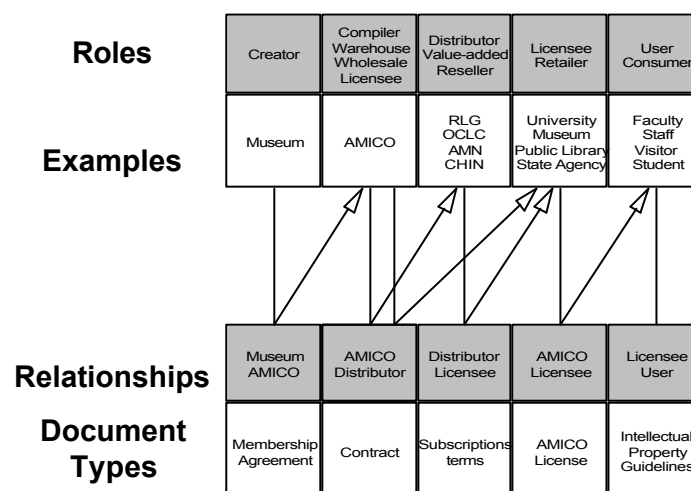 Roles
Creator
Compiler
Warehouse
Wholesale
Licensee
Distributor
Value-added
Reseller
Licensee
Retailer
User
Consumer
Examples
Museum
AMICO
RLG
OCLC
AMN
CHIN
University
Museum
Public Library
State Agency
Faculty
Staff
Visitor
Student
Relationships
Museum
AMICO
AMICO
Distributor
Distributor
Licensee
AMICO
Licensee
Licensee
User
Document
Types
Membership
Agreement
Contract
Subscriptions
terms
AMICO
License
Intellectual
Property
Guidelines